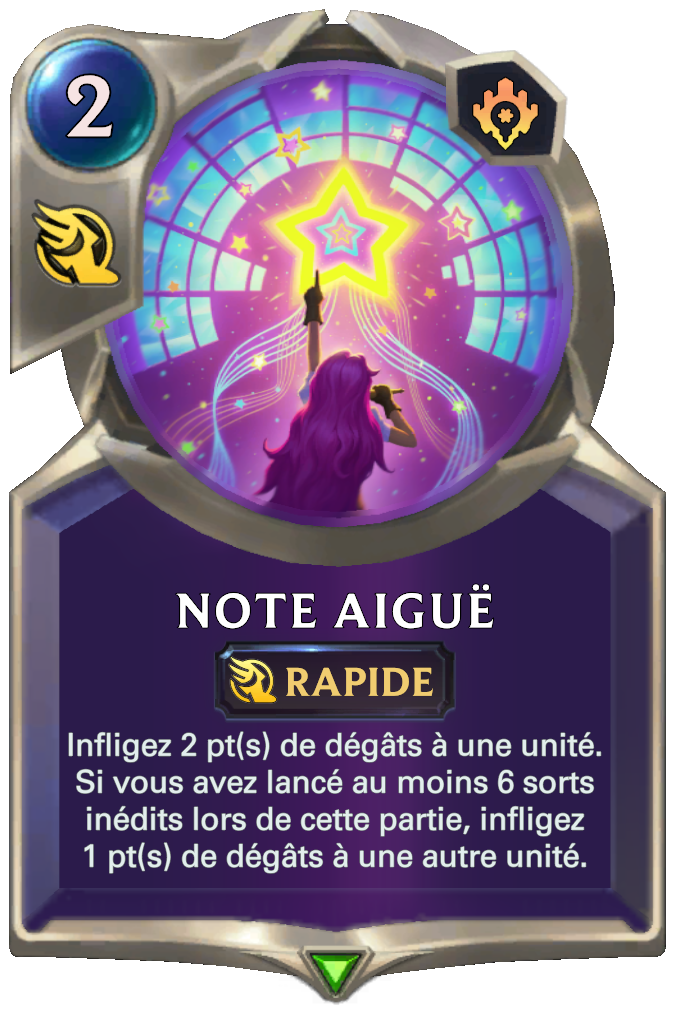 2
NOTE AIGUË
RAPIDE
Infligez 2 pt(s) de dégâts à une unité.
Si vous avez lancé au moins 6 sorts
inédits lors de cette partie, infligez
1 pt(s) de dégâts à une autre unité.